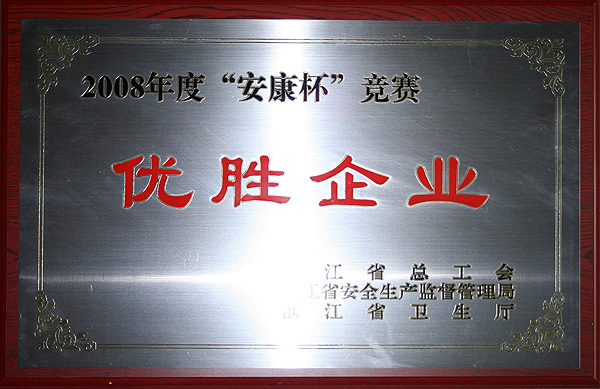 2008年度“安康杯”竞赛
优胜企业
江省总工会
江省安全生产监督管理局
江省卫生厅